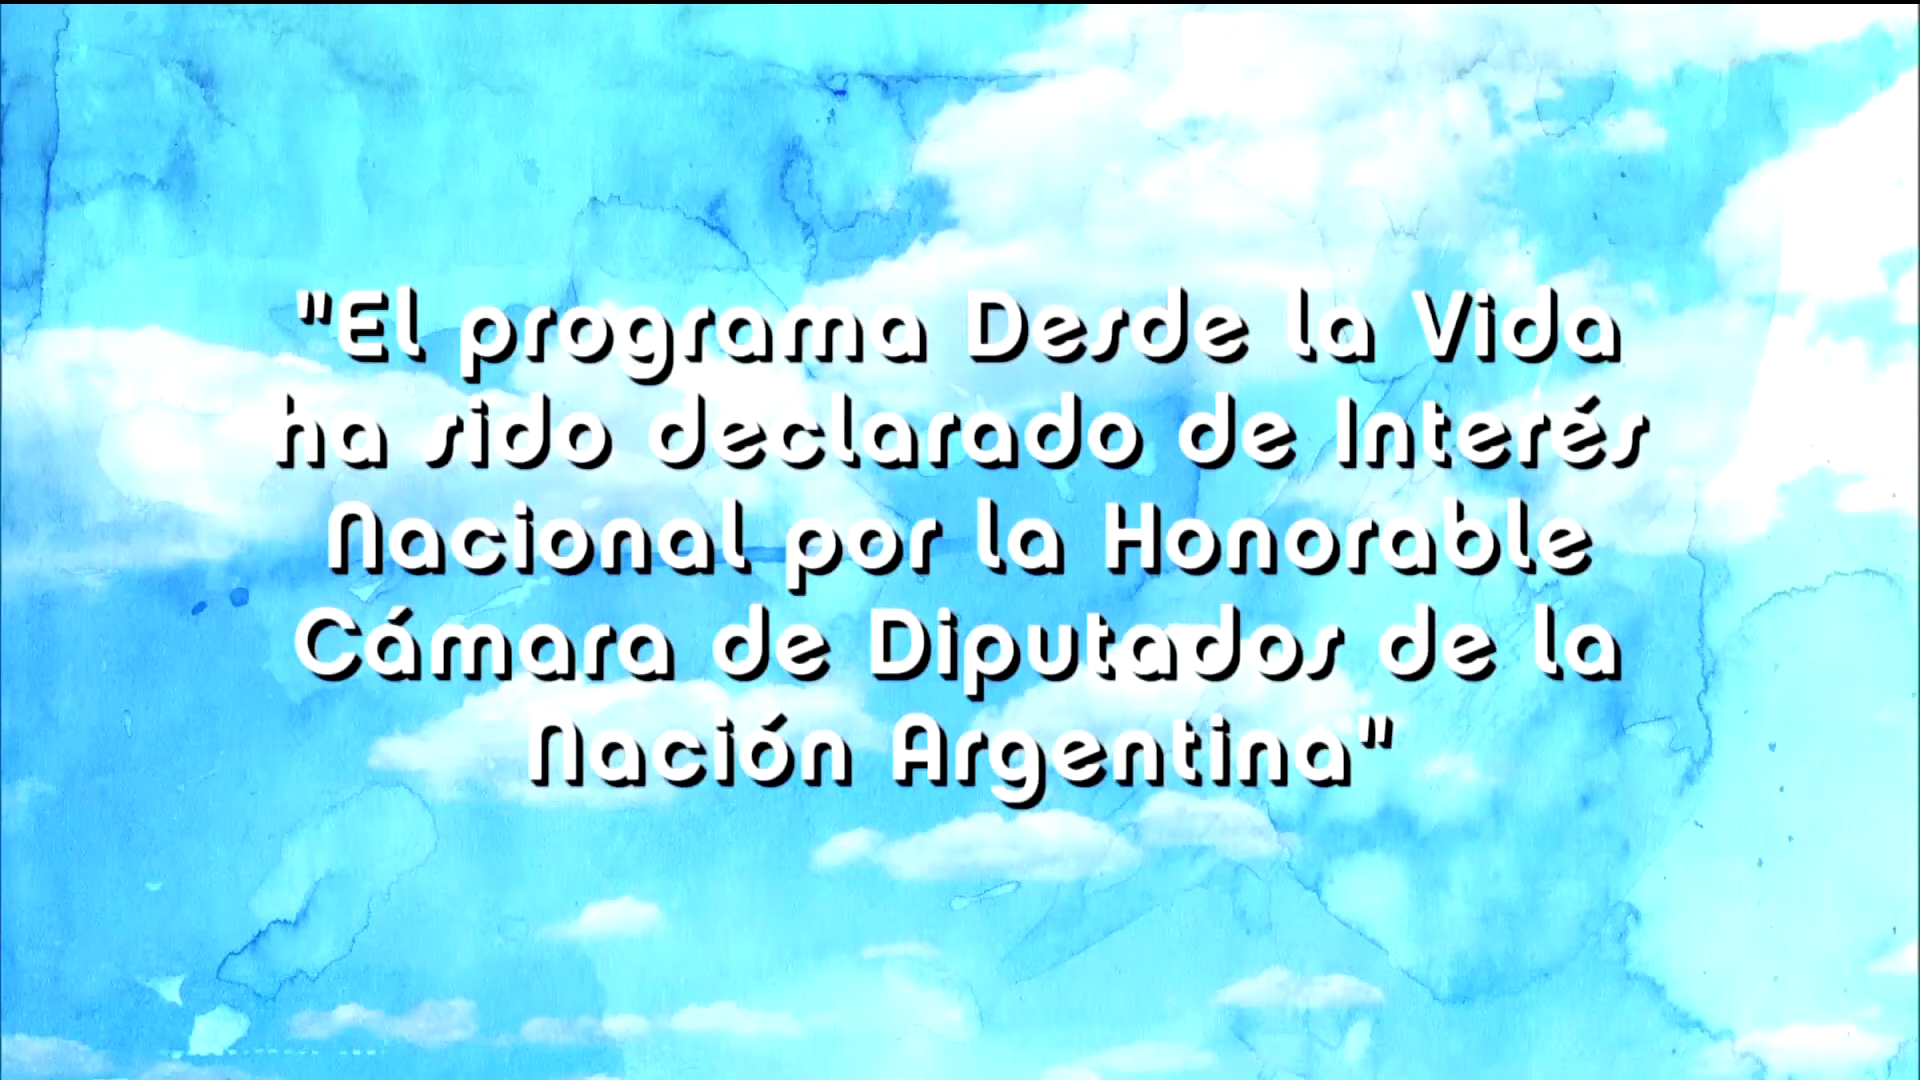 "El programa Desde la Vida
ha sido declarado de Interés
Nacional por la Honorable
Cámara de Diputados de la
Nación Argentina"